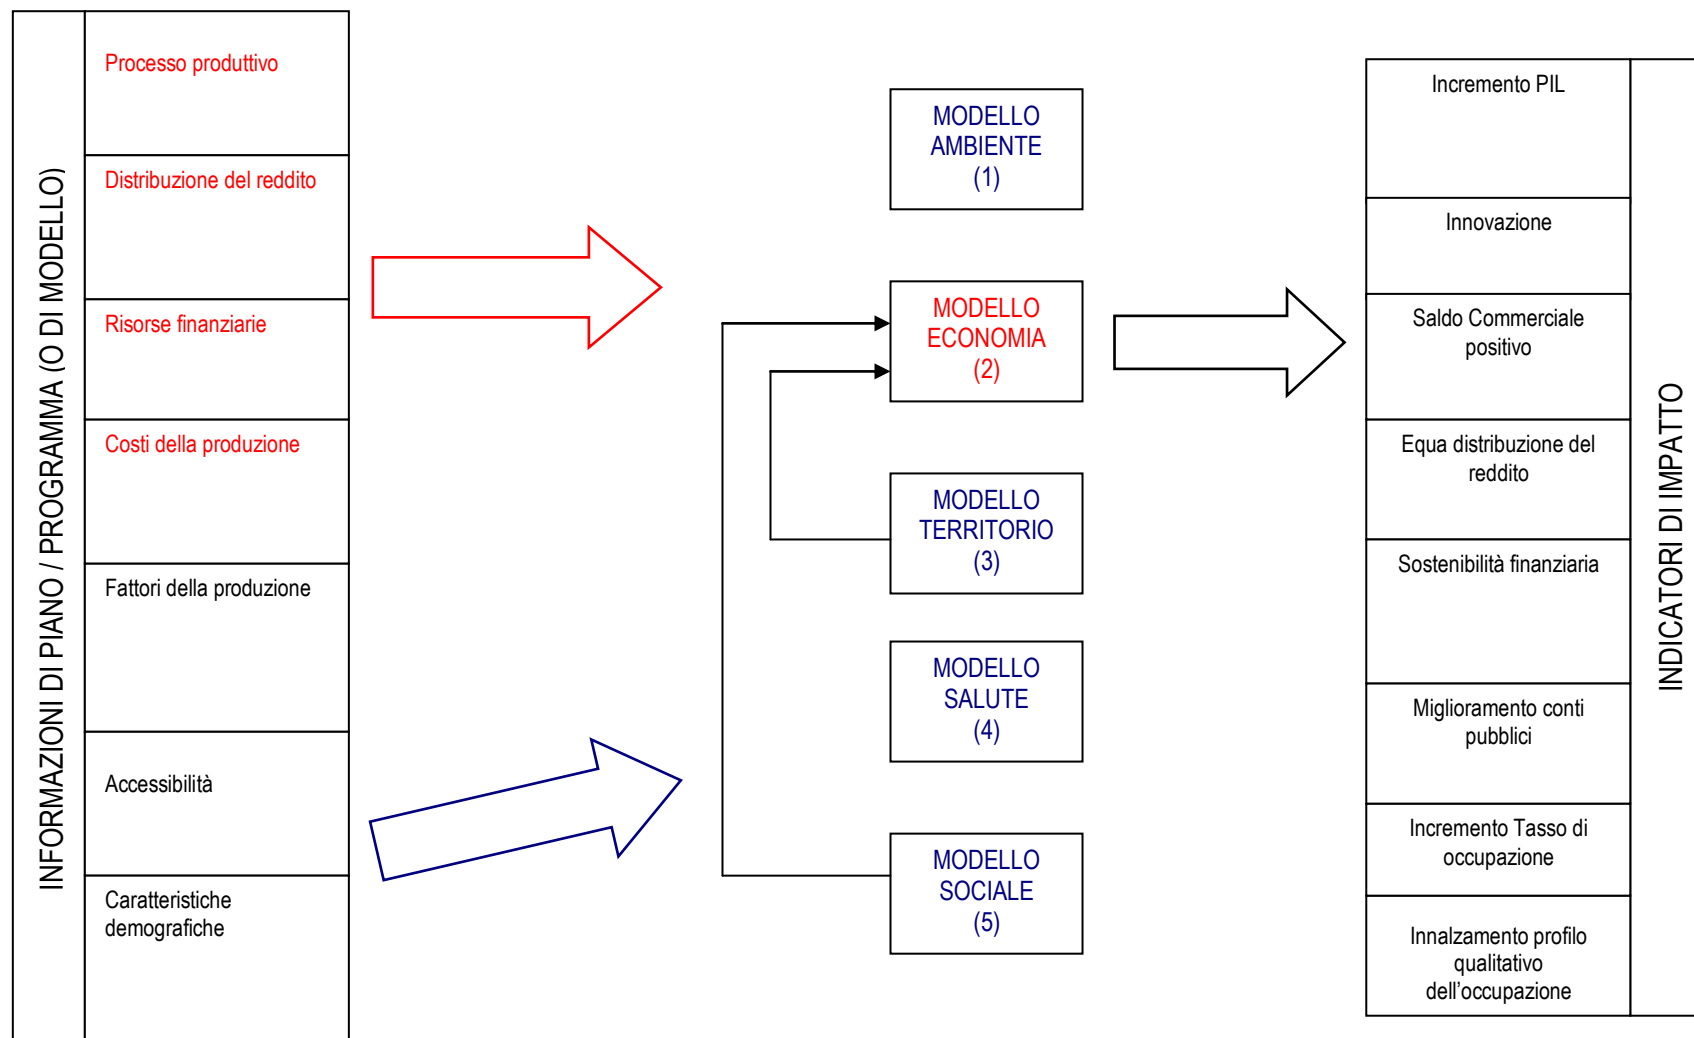 INFORMAZIONI DI PIANO / PROGRAMMA (O DI MODELLO)
Processo produttivo
Distribuzione del reddito
Risorse finanziarie
Costi della produzione
Fattori della produzione
Accessibilità
Caratteristiche
demografiche
MODELLO
AMBIENTE
(1)
MODELLO
ECONOMIA
(2)
MODELLO
TERRITORIO
(3)
MODELLO
SALUTE
(4)
MODELLO
SOCIALE
(5)
Incremento PIL
Innovazione
Saldo Commerciale
positivo
Equa distribuzione del
reddito
Sostenibilità finanziaria
Miglioramento conti
pubblici
Incremento Tasso di
occupazione
Innalzamento profilo
qualitativo
dell’occupazione
INDICATORI DI IMPATTO